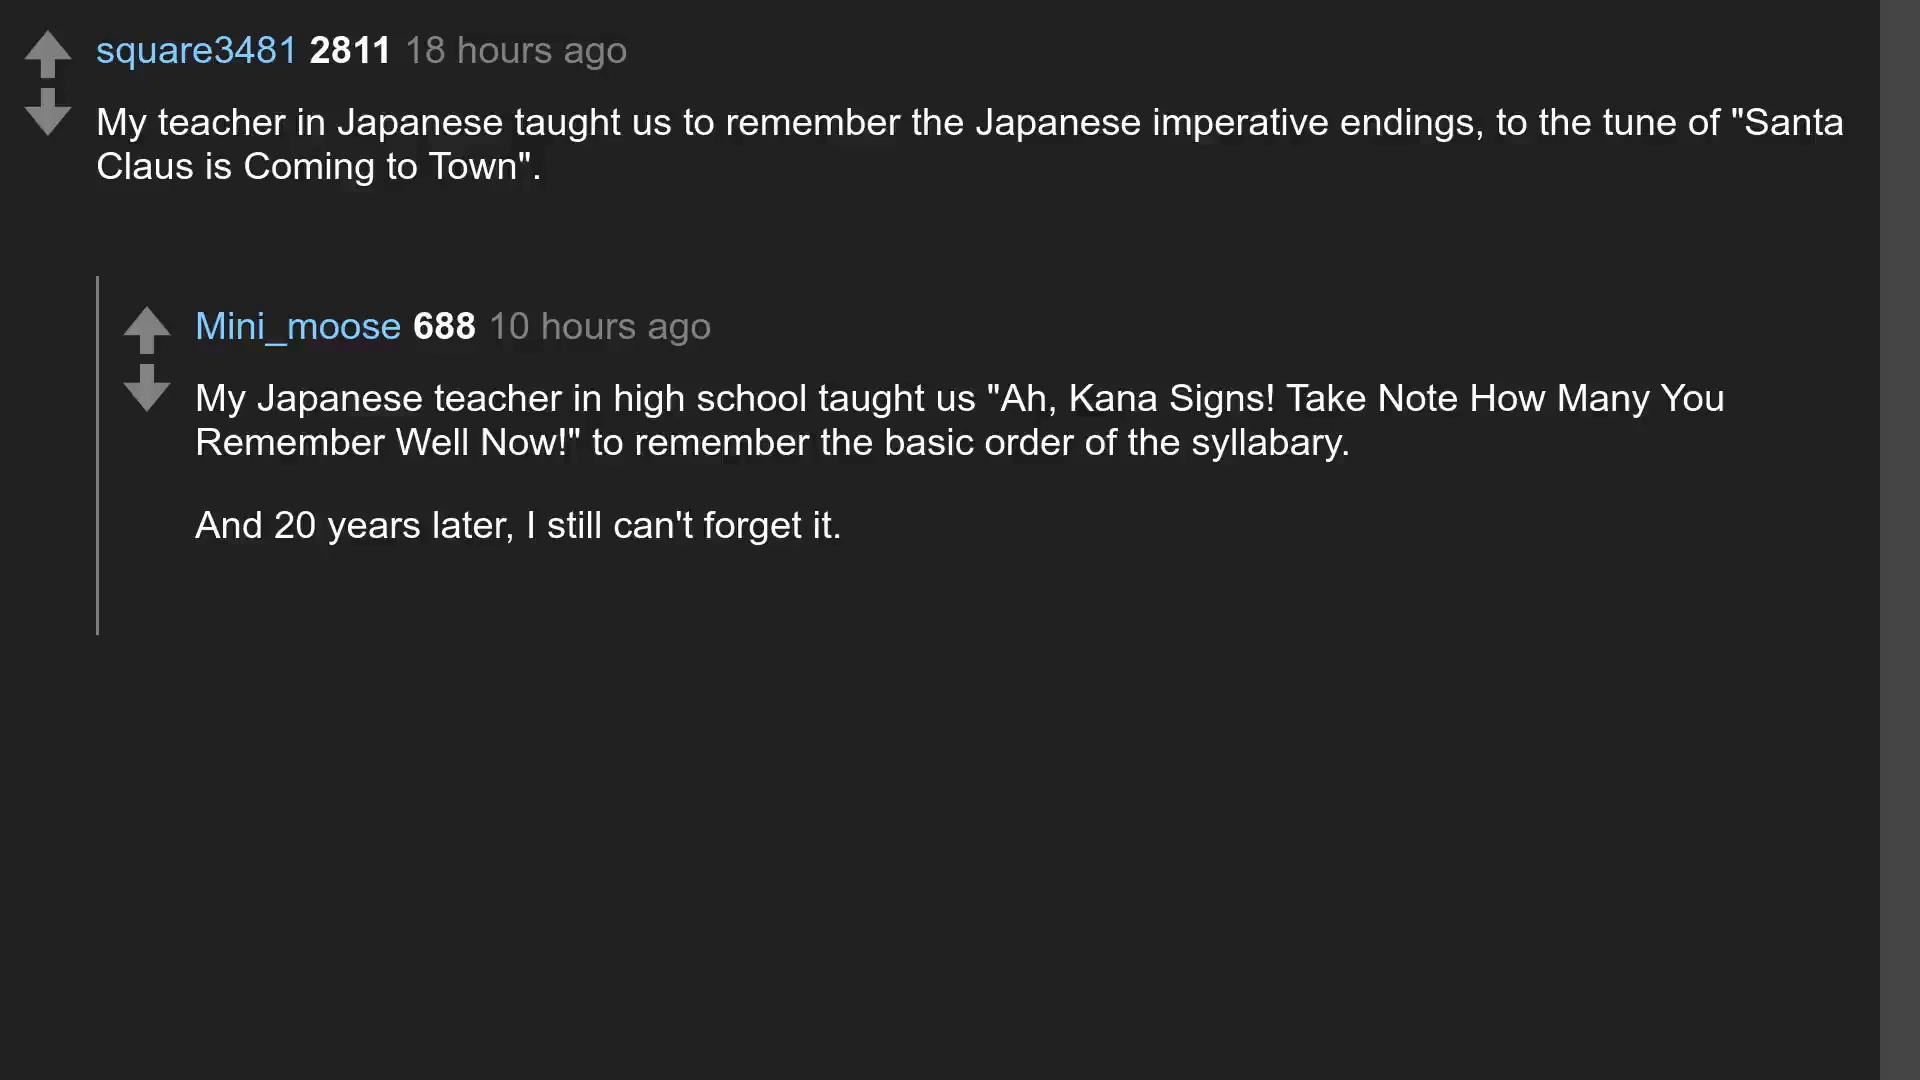 square3481 2811 18 hours ago
My teacher in Japanese taught us to remember the Japanese imperative endings, to the tune of "Santa
Claus is Coming to Town".
Mini_moose 688 10 hours ago
My Japanese teacher in high school taught us "Ah, Kana Signs! Take Note How Many You
Remember Well Now!" to remember the basic order of the syllabary.
And 20 years later, I still can't forget it.